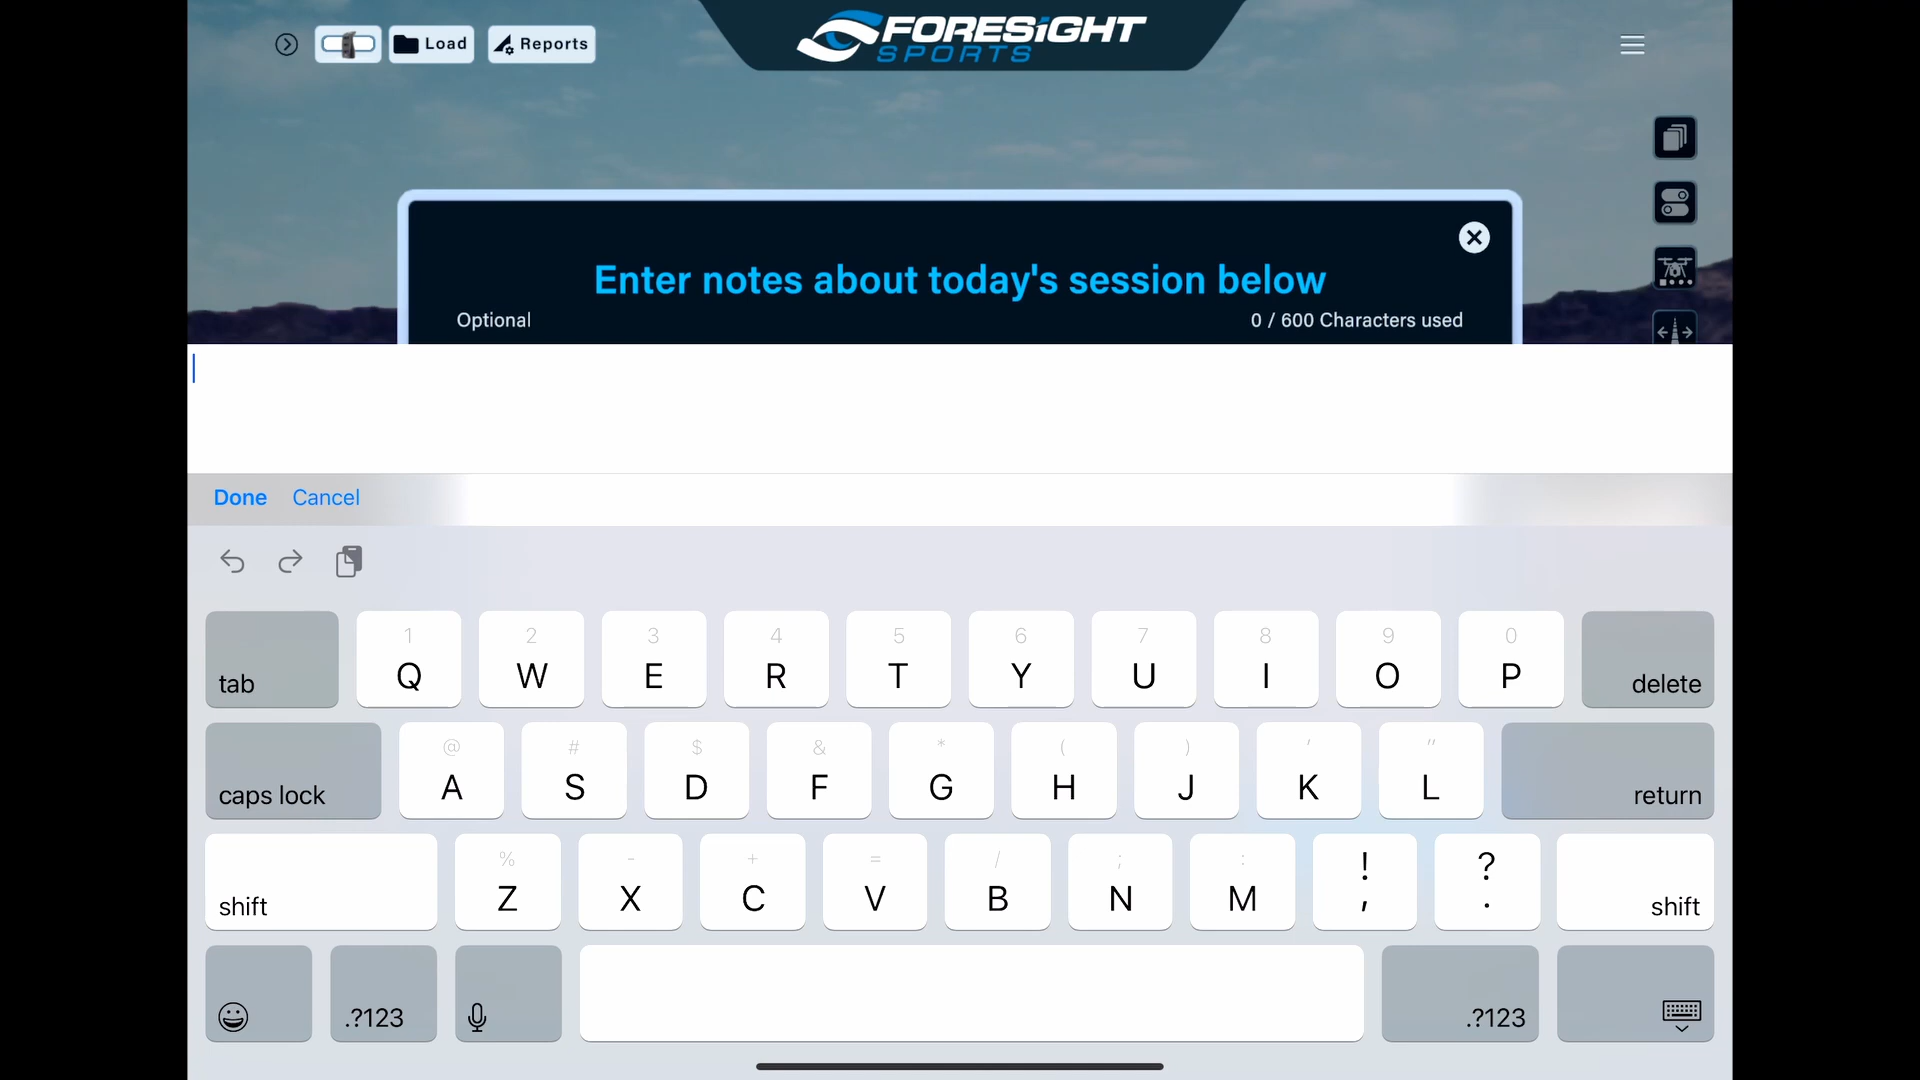 Load
Reports
FORESiGHT
SPORTS
Enter notes about today's session below
Optional
0 / 600 Characters used
Done
Cancel
1 2 3 4 5 6 7 8 9 0
tab Q W E R T Y U I O P delete
@ # $ & * ( ) ' "
caps lock A S D F G H J K L return
% - + = / ; : ! ?
shift Z X C V B N M , . shift
.?123
.?123